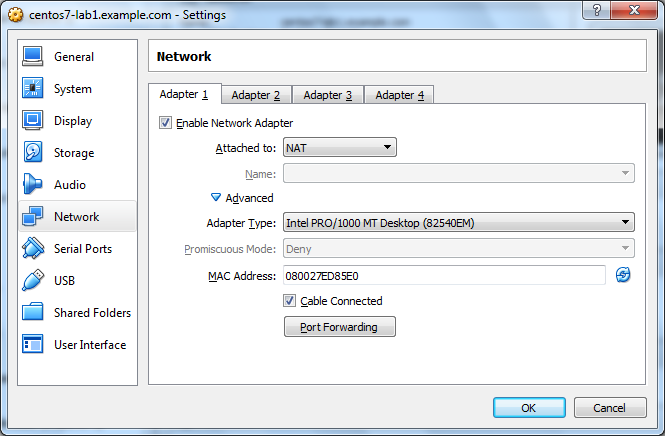 centos7-lab1.example.com - Settings
General
System
Display
Storage
Audio
Network
Serial Ports
USB
Shared Folders
User Interface
Network
Adapter 1 Adapter 2 Adapter 3 Adapter 4
Enable Network Adapter
Attached to: NAT
Name:
Advanced
Adapter Type: Intel PRO/1000 MT Desktop (82540EM)
Promiscuous Mode: Deny
MAC Address: 080027ED85E0
Cable Connected
Port Forwarding
OK Cancel